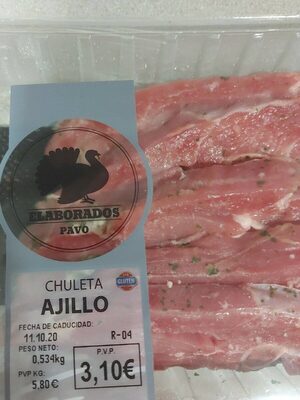 ELABORADOS
PAVO
CHULETA
GLUTEN
AJILLO
FECHA DE CADUCIDAD:
11.10.20 R-04
PESO NETO:
0.534kg
P.V.P.
3,10€
PVP KG:
5.80€